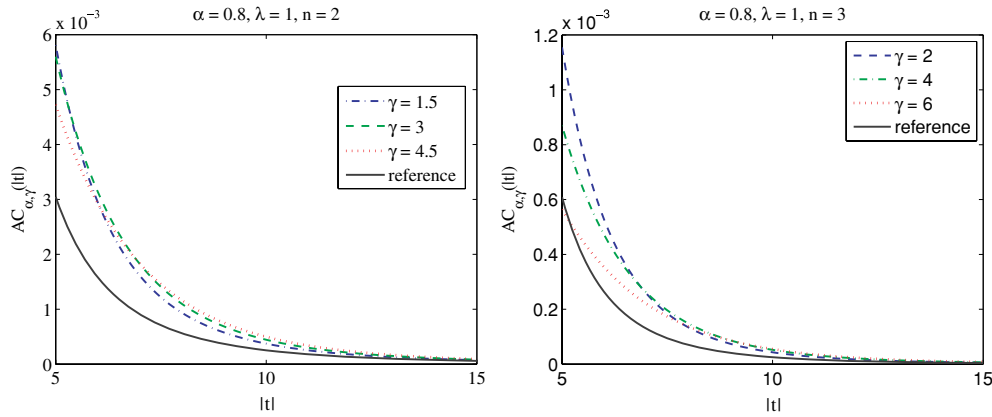 α = 0.8, λ = 1, n = 2
x 10⁻³
6
5
4
3
2
1
0
5
10
15
|t|
AC_{α,γ}(|t|)
γ = 1.5
γ = 3
γ = 4.5
reference
α = 0.8, λ = 1, n = 3
x 10⁻³
1.2
1
0.8
0.6
0.4
0.2
0
5
10
15
|t|
AC_{α,γ}(|t|)
γ = 2
γ = 4
γ = 6
reference